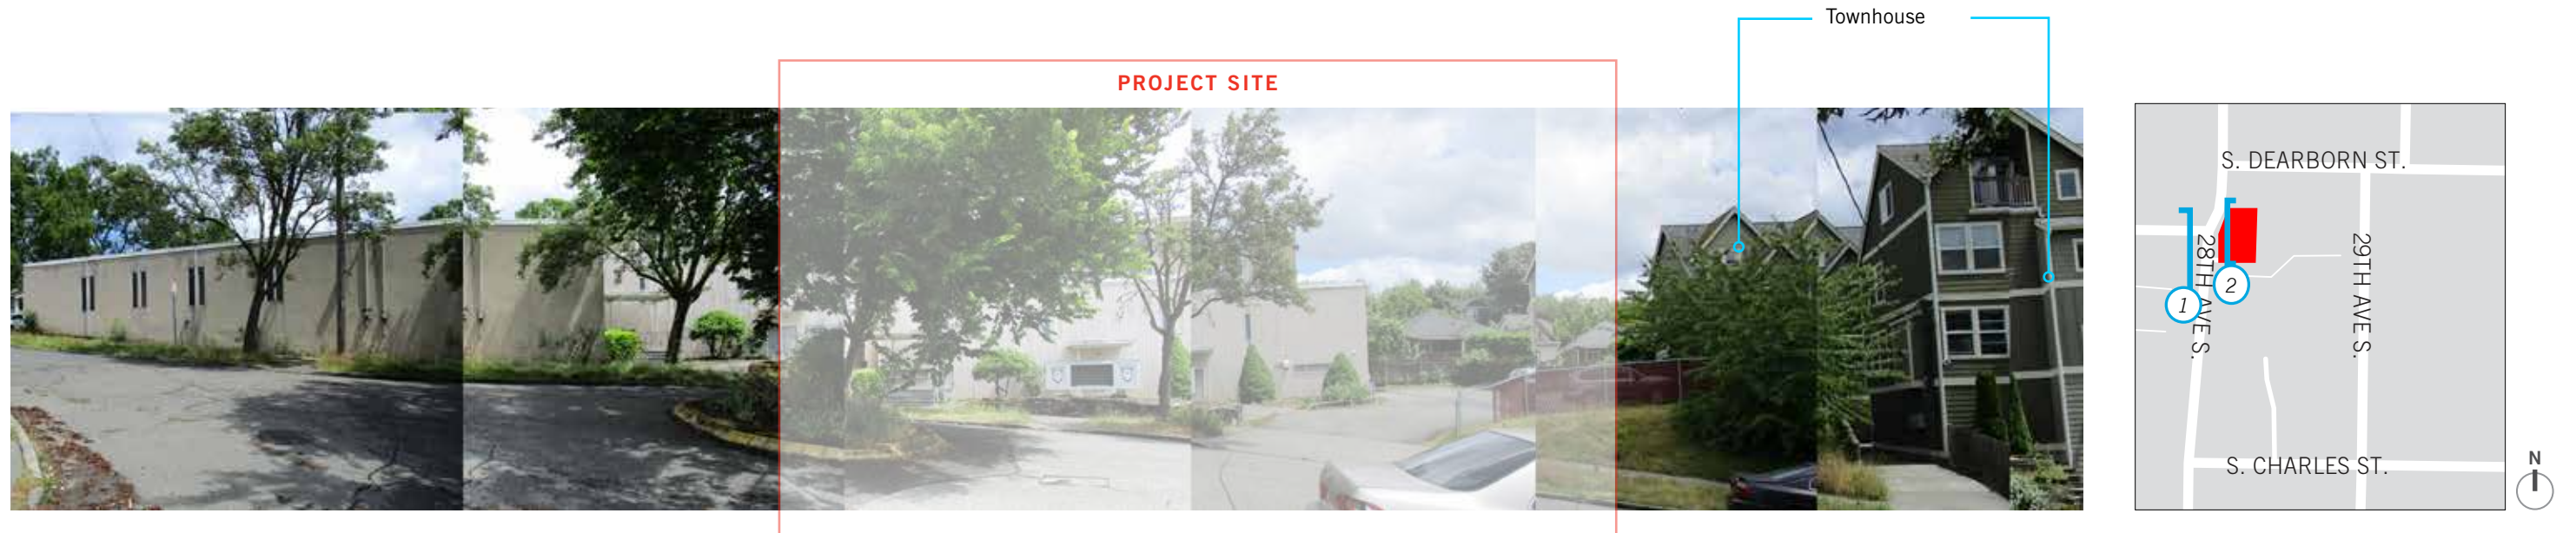 Townhouse
PROJECT SITE
S. DEARBORN ST.
28TH AVE S.
29TH AVE S.
1
2
S. CHARLES ST.
N